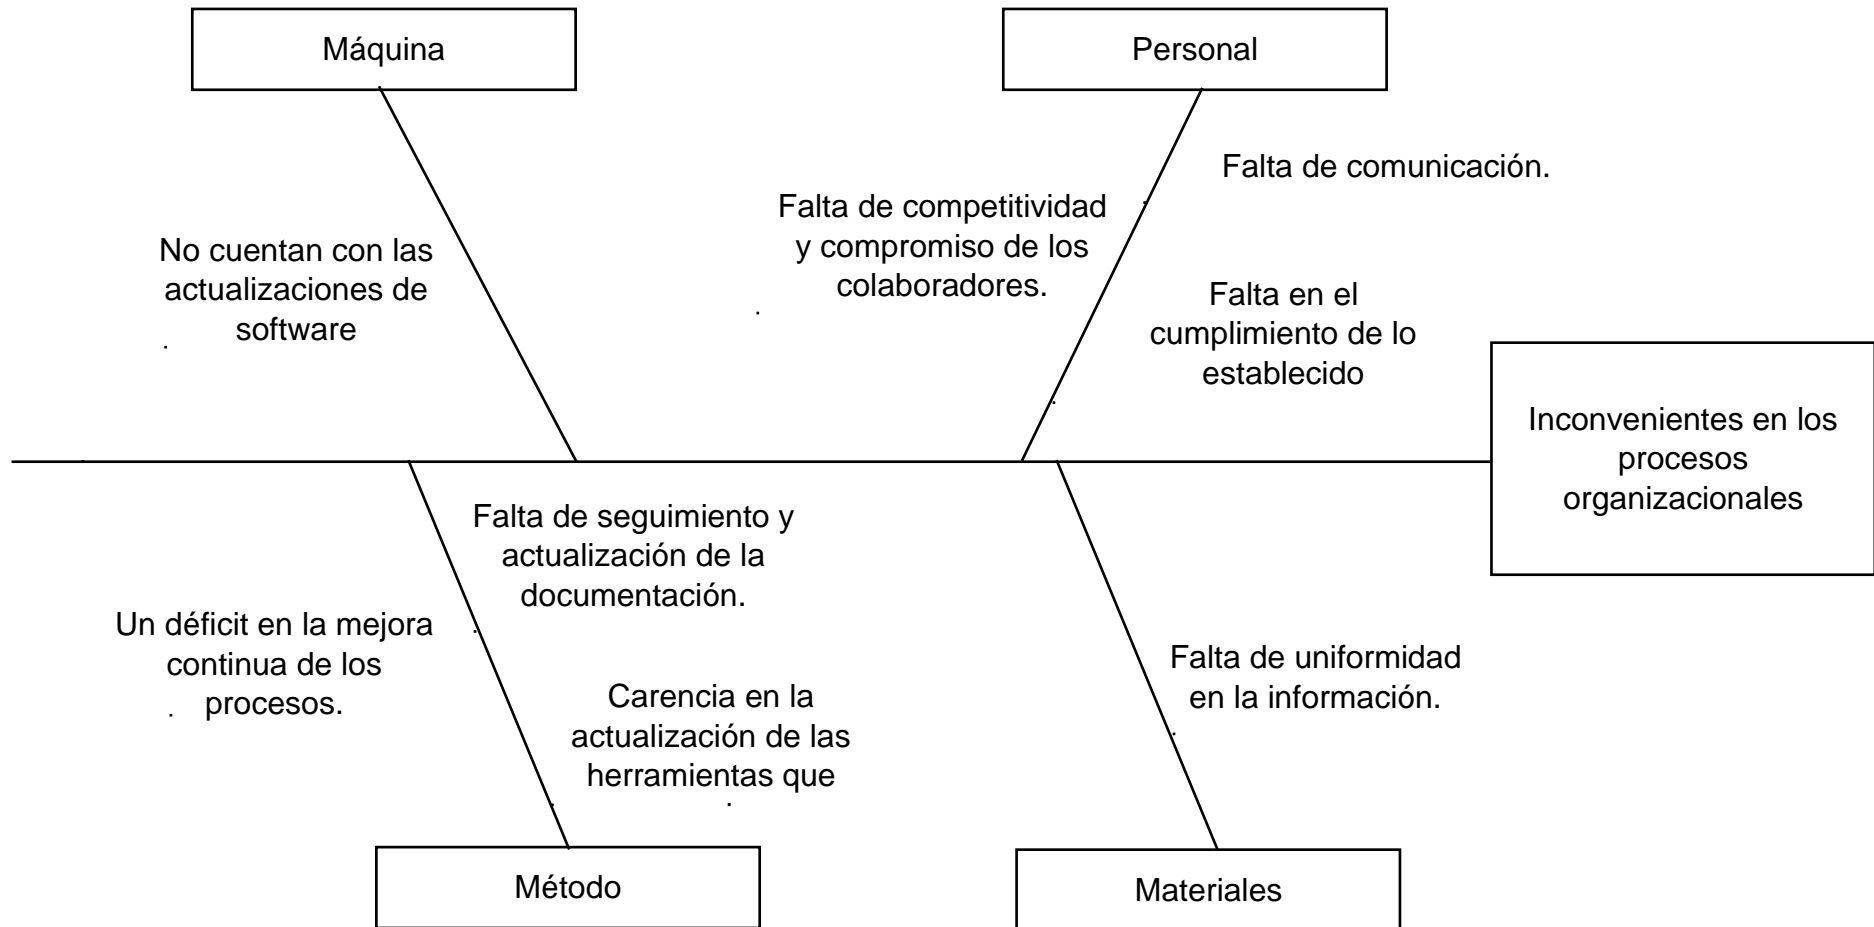 Máquina
Personal
Falta de comunicación.
Falta de competitividad
y compromiso de los
colaboradores.
No cuentan con las
actualizaciones de
software
Falta en el
cumplimiento de lo
establecido
Inconvenientes en los
procesos
organizacionales
Falta de seguimiento y
actualización de la
documentación.
Un déficit en la mejora
continua de los
procesos.
Falta de uniformidad
en la información.
Carencia en la
actualización de las
herramientas que
Método
Materiales